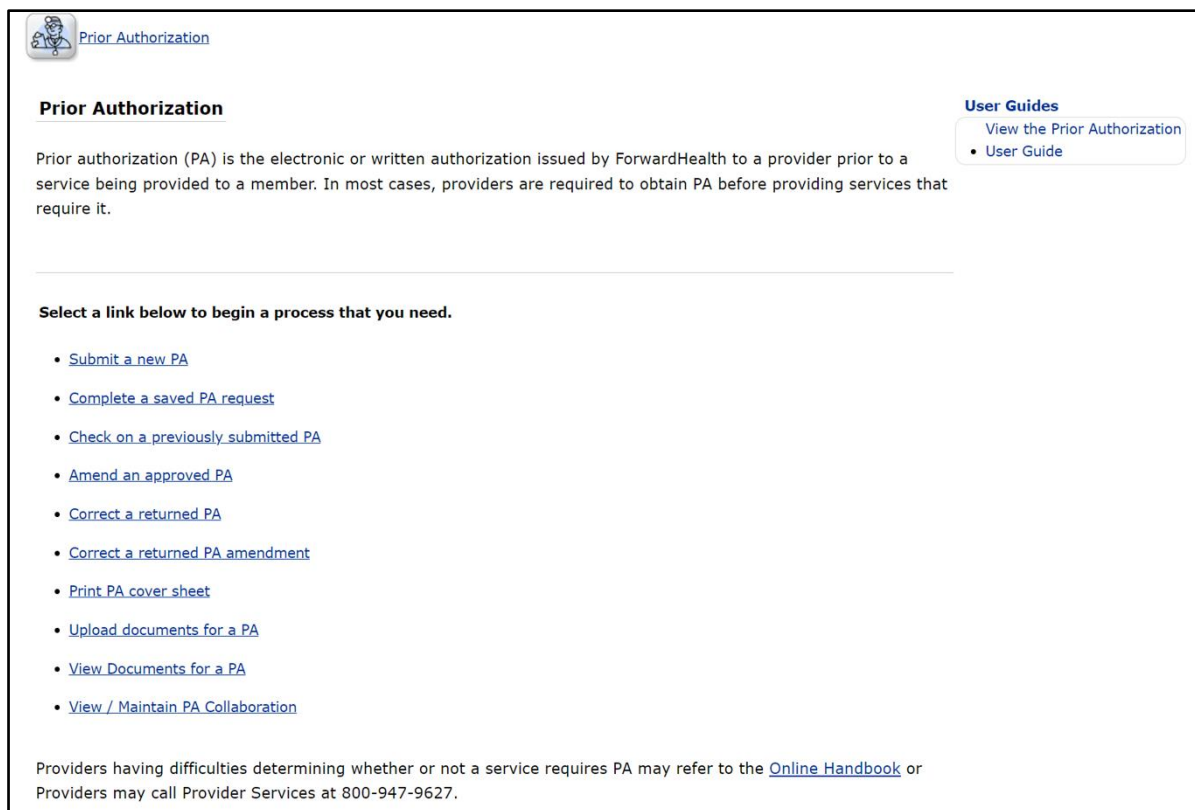 Prior Authorization
Prior Authorization
User Guides
View the Prior Authorization
• User Guide
Prior authorization (PA) is the electronic or written authorization issued by ForwardHealth to a provider prior to a
service being provided to a member. In most cases, providers are required to obtain PA before providing services that
require it.
Select a link below to begin a process that you need.
• Submit a new PA
• Complete a saved PA request
• Check on a previously submitted PA
• Amend an approved PA
• Correct a returned PA
• Correct a returned PA amendment
• Print PA cover sheet
• Upload documents for a PA
• View Documents for a PA
• View / Maintain PA Collaboration
Providers having difficulties determining whether or not a service requires PA may refer to the Online Handbook or
Providers may call Provider Services at 800-947-9627.